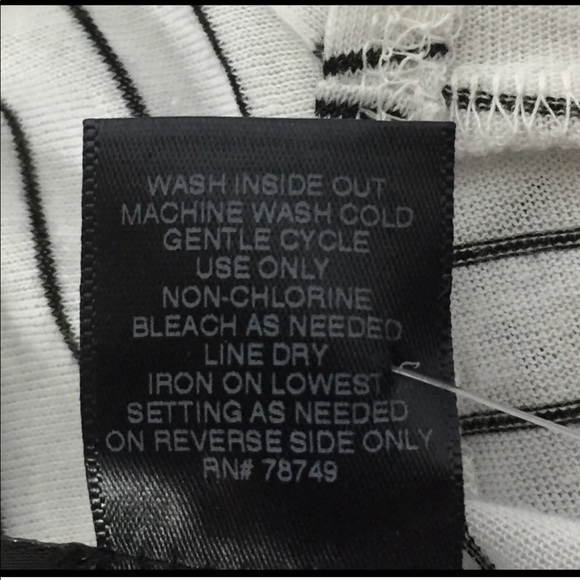 WASH INSIDE OUT
MACHINE WASH COLD
GENTLE CYCLE
USE ONLY
NON-CHLORINE
BLEACH AS NEEDED
LINE DRY
IRON ON LOWEST
SETTING AS NEEDED
ON REVERSE SIDE ONLY
RN# 78749